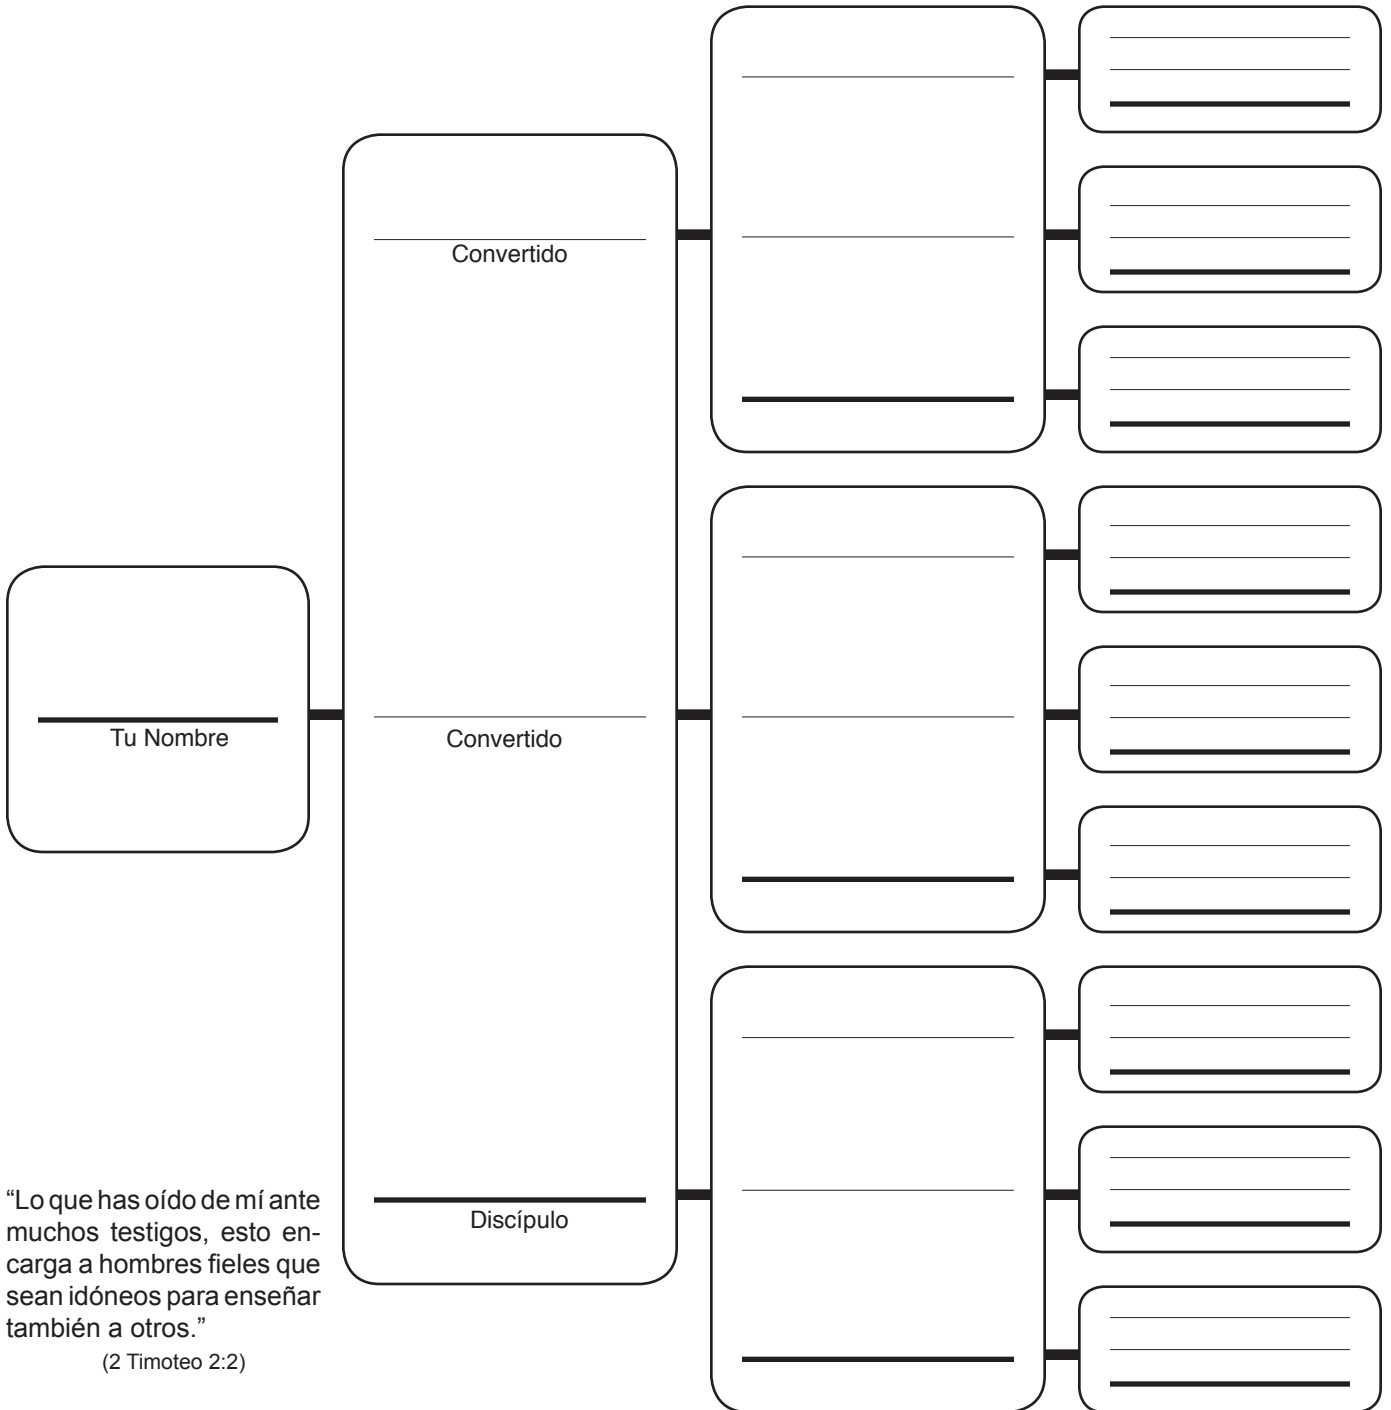 Convertido
Tu Nombre
Convertido
Discípulo
“Lo que has oído de mí ante
muchos testigos, esto en-
carga a hombres fieles que
sean idóneos para enseñar
también a otros.”
(2 Timoteo 2:2)